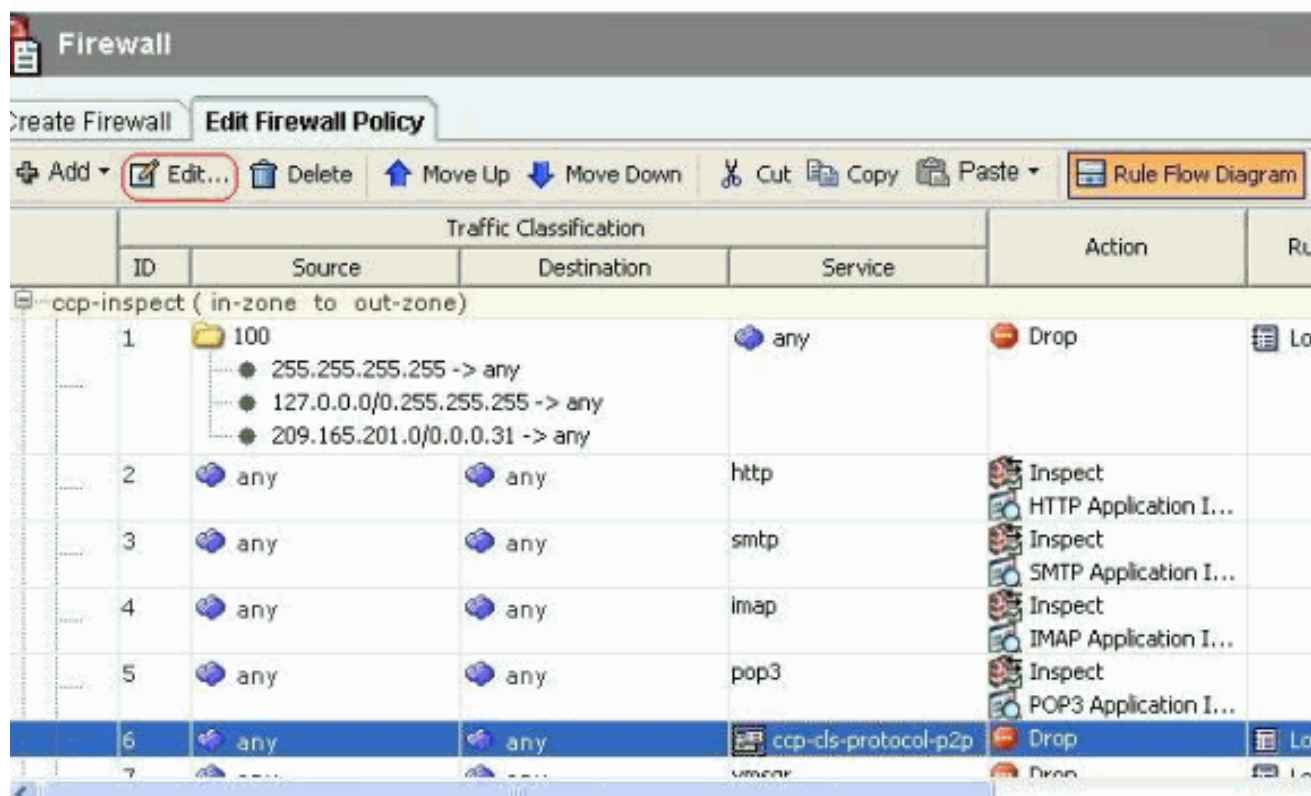 Firewall
Create Firewall Edit Firewall Policy
Add Edit... Delete Move Up Move Down Cut Copy Paste Rule Flow Diagram
Traffic Classification
ID Source Destination Service Action Ru
ccp-inspect ( in-zone to out-zone)
1 100 any Drop Lo
255.255.255.255 -> any
127.0.0.0/0.255.255.255 -> any
209.165.201.0/0.0.0.31 -> any
2 any any http Inspect
HTTP Application I...
3 any any smtp Inspect
SMTP Application I...
4 any any imap Inspect
IMAP Application I...
5 any any pop3 Inspect
POP3 Application I...
6 any any ccp-cls-protocol-p2p Drop Lo
7 ymsgr Drop Lo